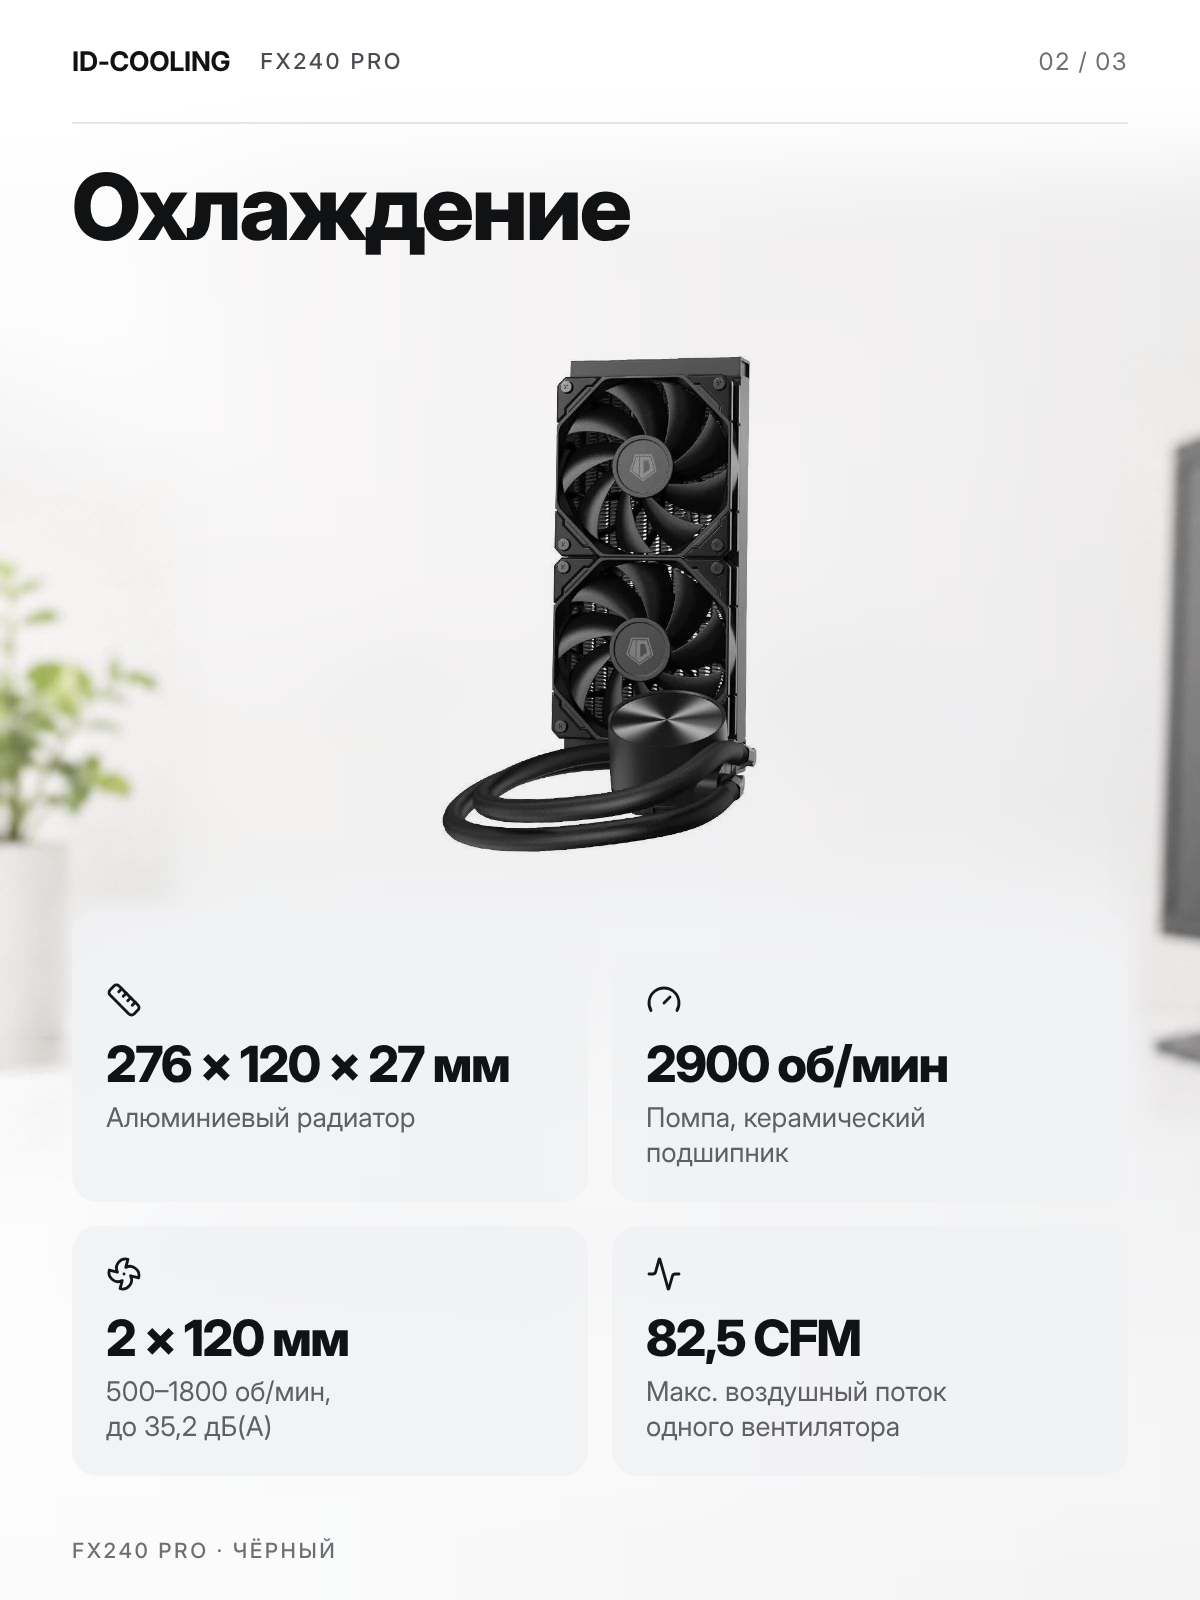 ID-COOLING FX240 PRO 02 / 03
Охлаждение
276 × 120 × 27 мм
Алюминиевый радиатор
2900 об/мин
Помпа, керамический
подшипник
2 × 120 мм
500–1800 об/мин,
до 35,2 дБ(А)
82,5 CFM
Макс. воздушный поток
одного вентилятора
FX240 PRO · ЧЁРНЫЙ